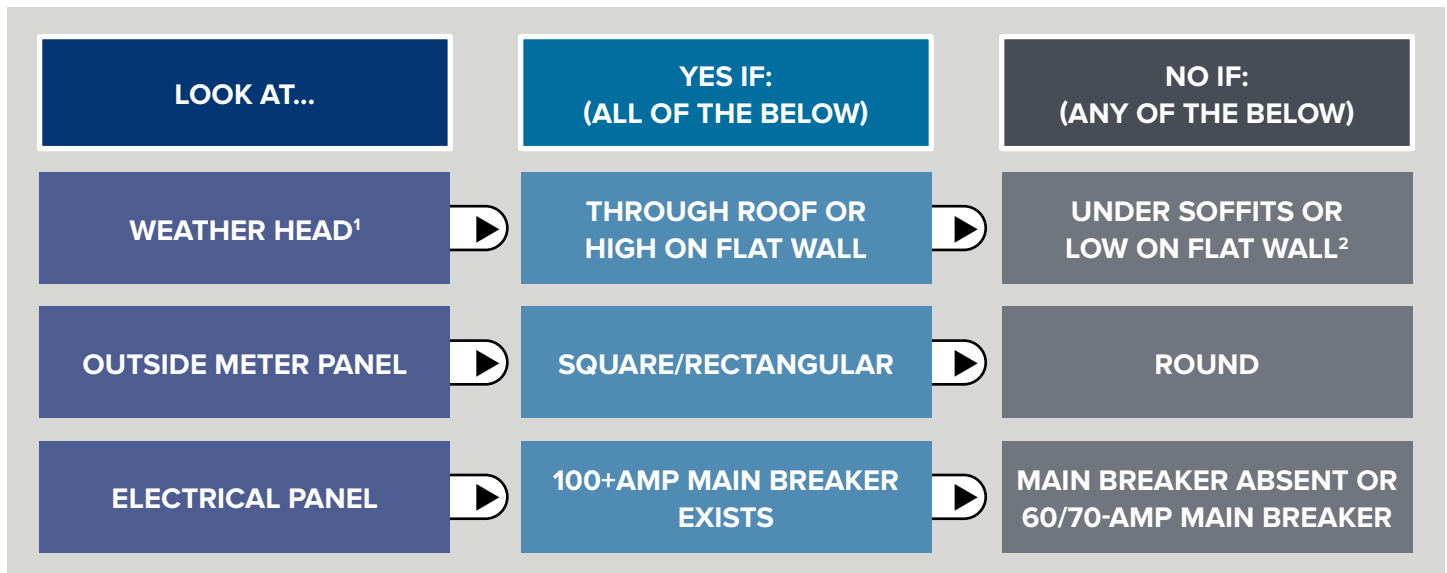 LOOK AT...
YES IF:
(ALL OF THE BELOW)
NO IF:
(ANY OF THE BELOW)
WEATHER HEAD¹
THROUGH ROOF OR
HIGH ON FLAT WALL
UNDER SOFFITS OR
LOW ON FLAT WALL²
OUTSIDE METER PANEL
SQUARE/RECTANGULAR
ROUND
ELECTRICAL PANEL
100+AMP MAIN BREAKER
EXISTS
MAIN BREAKER ABSENT OR
60/70-AMP MAIN BREAKER